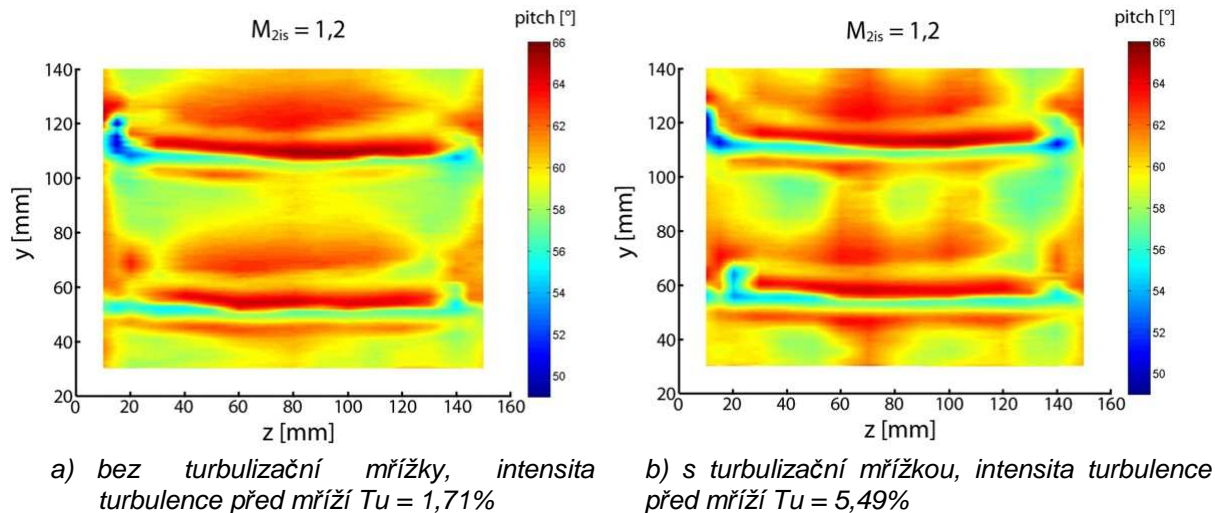 pitch [°]
M2is = 1,2
140
120
100
80
60
40
20
y [mm]
0 20 40 60 80 100 120 140 160
z [mm]
66
64
62
60
58
56
54
52
50
pitch [°]
M2is = 1,2
140
120
100
80
60
40
20
y [mm]
0 20 40 60 80 100 120 140 160
z [mm]
66
64
62
60
58
56
54
52
50
a) bez turbulizační mřížky, intensita
turbulence před mříží Tu = 1,71%
b) s turbulizační mřížkou, intensita turbulence
před mříží Tu = 5,49%